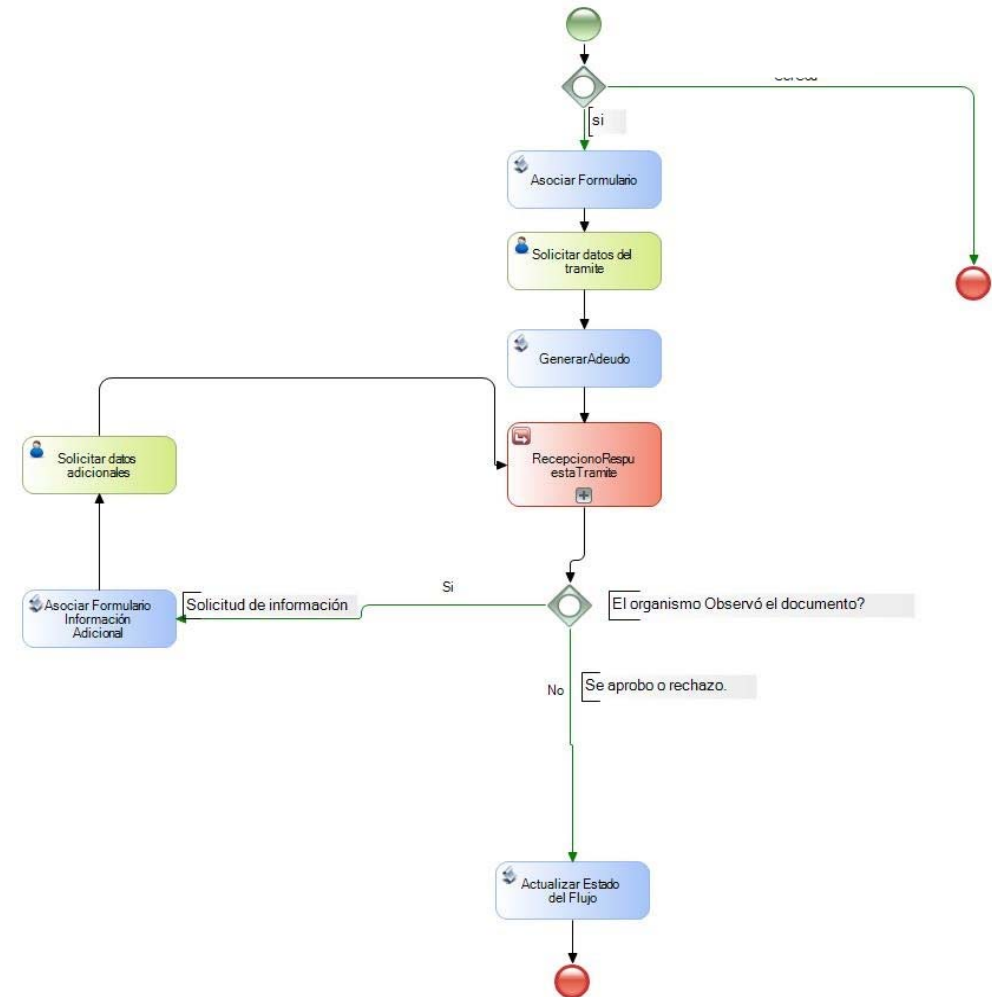 si
Asociar Formulario
Solicitar datos del
tramite
GenerarAdeudo
Solicitar datos
adicionales
RecepcionoRespu
estaTramite
Si
Asociar Formulario
Información
Adicional
Solicitud de información
El organismo Observó el documento?
No
Se aprobo o rechazo.
Actualizar Estado
del Flujo